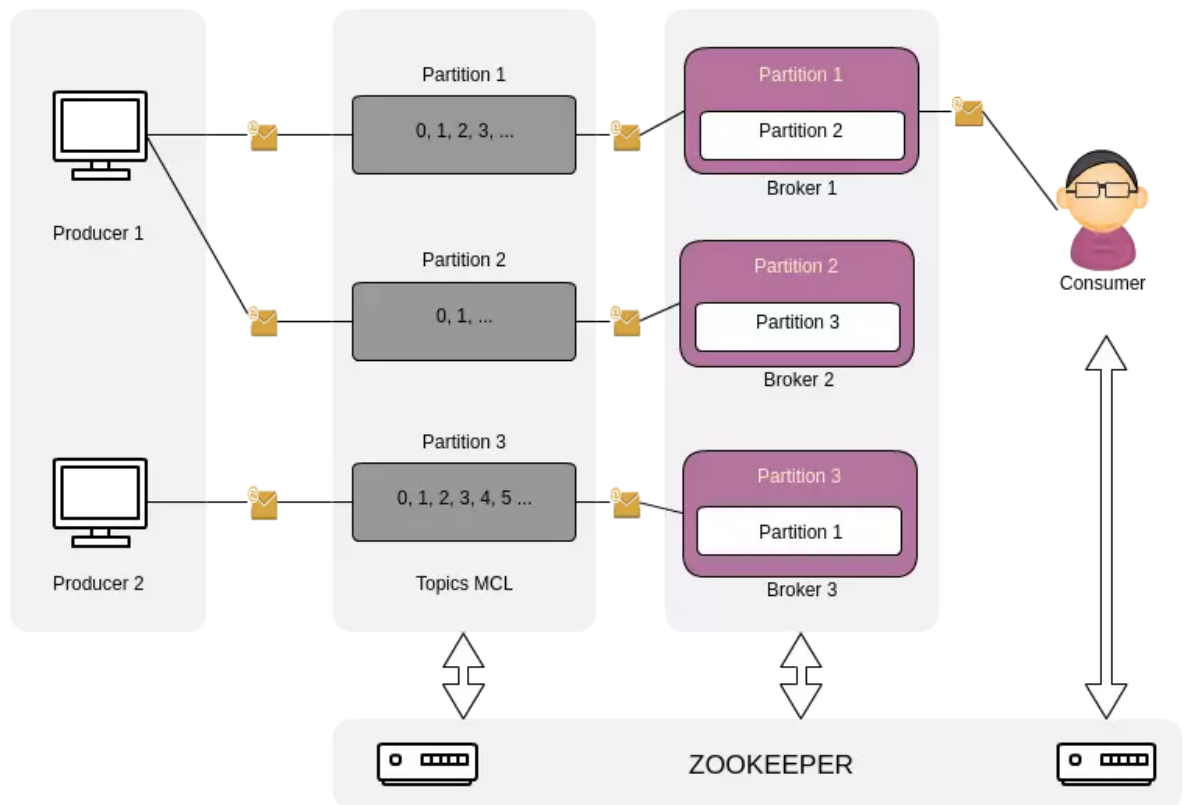 Producer 1
Producer 2
Partition 1
0, 1, 2, 3, ...
Partition 2
0, 1, ...
Partition 3
0, 1, 2, 3, 4, 5 ...
Topics MCL
Partition 1
Partition 2
Broker 1
Partition 2
Partition 3
Broker 2
Partition 3
Partition 1
Broker 3
Consumer
ZOOKEEPER